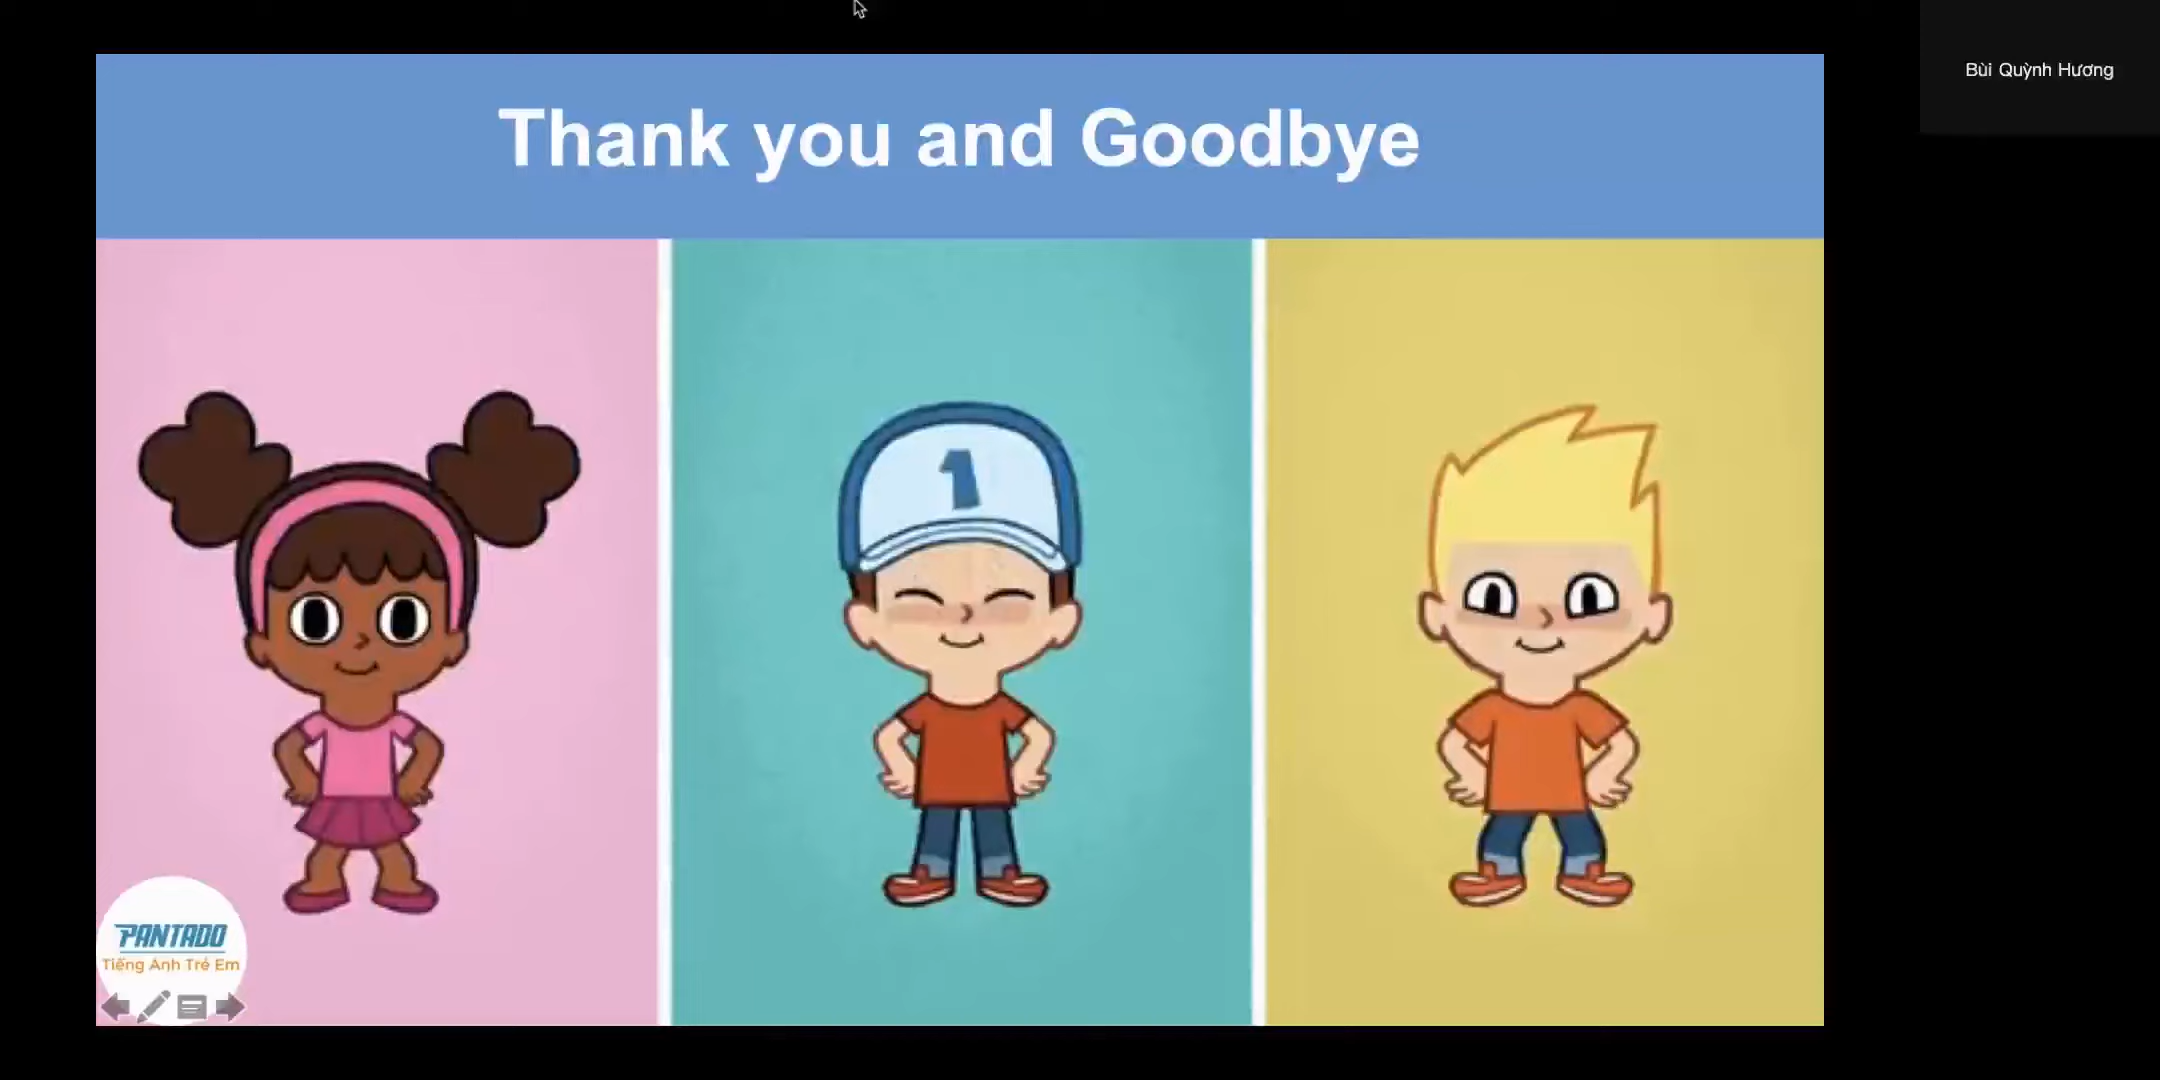 Bùi Quỳnh Hương
Thank you and Goodbye
1
PANTADO
Tiếng Anh Trẻ Em